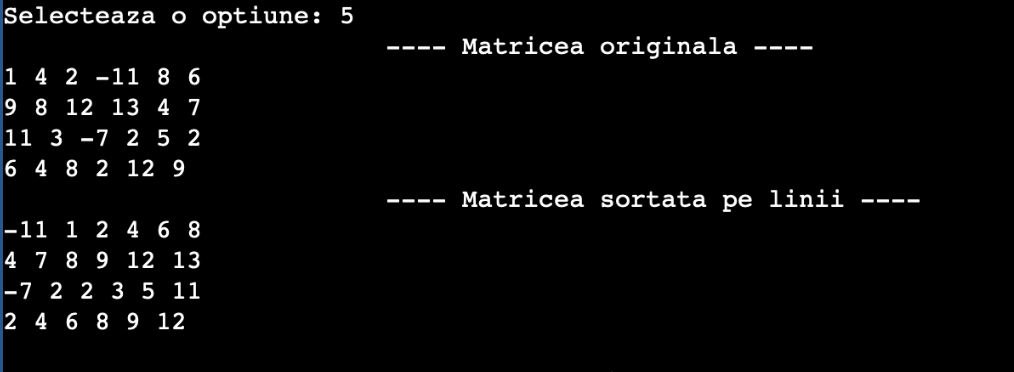 Selecteaza o optiune: 5
---- Matricea originala ----
1 4 2 -11 8 6
9 8 12 13 4 7
11 3 -7 2 5 2
6 4 8 2 12 9
---- Matricea sortata pe linii ----
-11 1 2 4 6 8
4 7 8 9 12 13
-7 2 2 3 5 11
2 4 6 8 9 12